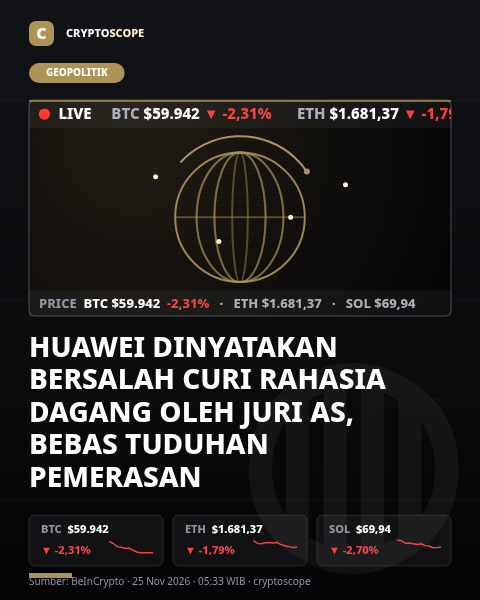 C CRYPTOSCOPE
GEOPOLITIK
LIVE BTC $59.942 ▼ -2,31% ETH $1.681,37 ▼ -1,79
PRICE BTC $59.942 -2,31% · ETH $1.681,37 · SOL $69,94
HUAWEI DINYATAKAN
BERSALAH CURI RAHASIA
DAGANG OLEH JURI AS,
BEBAS TUDUHAN
PEMERASAN
BTC $59.942 ETH $1.681,37 SOL $69,94
▼ -2,31% ▼ -1,79% ▼ -2,70%
Sumber: BeInCrypto · 25 Nov 2026 · 05:33 WIB · cryptoscope